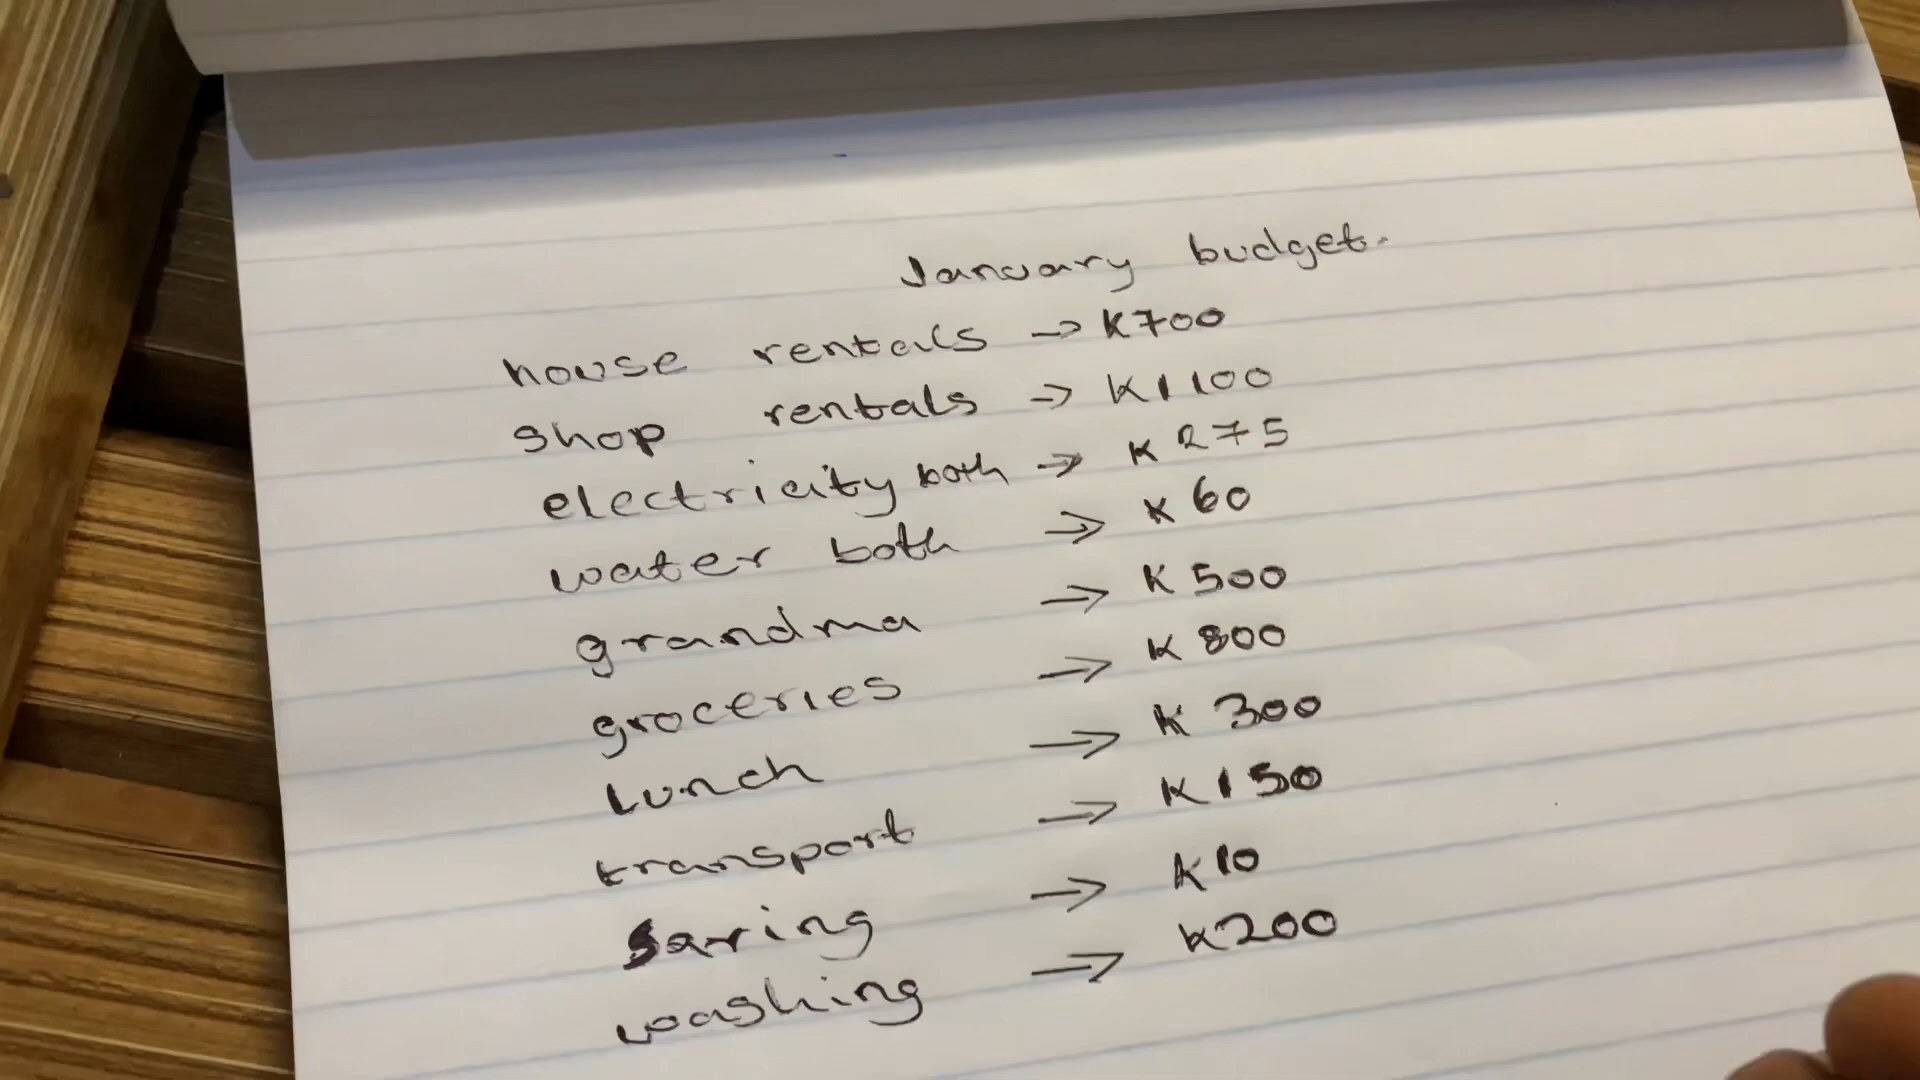 January budget.
house rentals -> K700
shop rentals -> K1100
electricity both -> K275
water both -> K60
grandma -> K500
groceries -> K800
lunch -> K300
transport -> K150
saving -> K10
washing -> K200